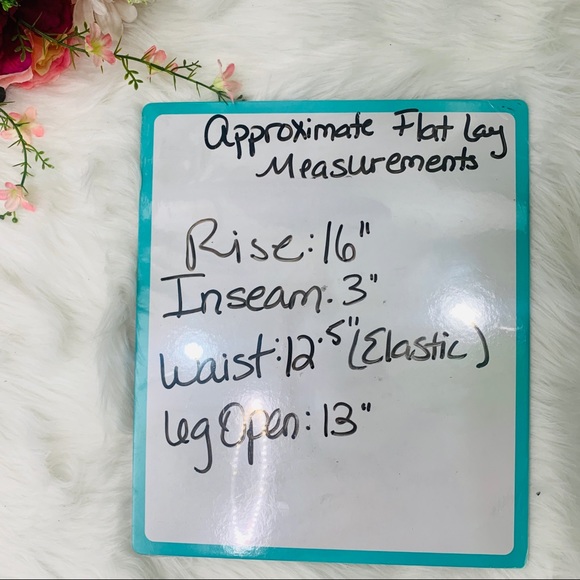 Approximate Flat Lay
Measurements
Rise: 16"
Inseam. 3"
Waist: 12.5" (Elastic)
Leg Open: 13"